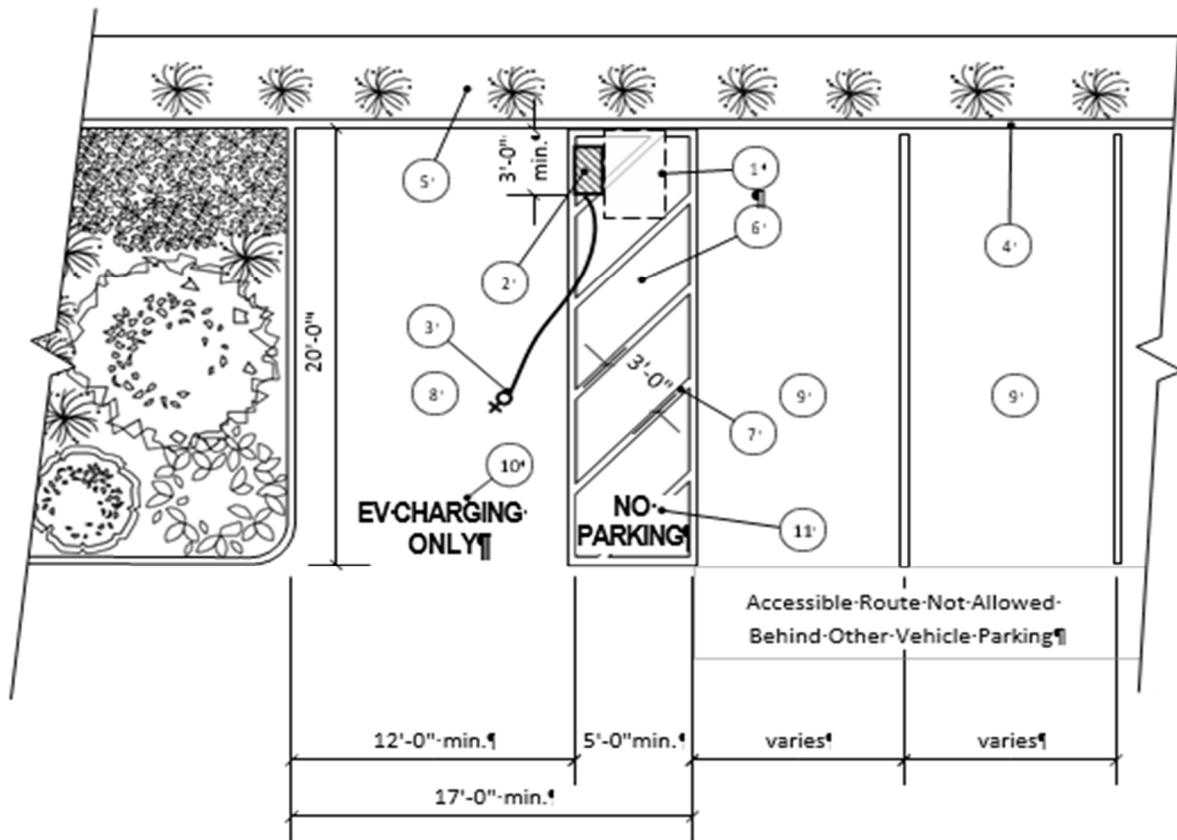 3'-0"
min.¶
1
¶
5
6
4
2
20'-0"
3
3'-0"
8
9
9
7
10
EV·CHARGING·
ONLY¶
NO·
PARKING¶
11
Accessible·Route·Not·Allowed·
Behind·Other·Vehicle·Parking¶
12'-0"·min.¶
5'-0"min.¶
varies¶
varies¶
17'-0"·min.¶